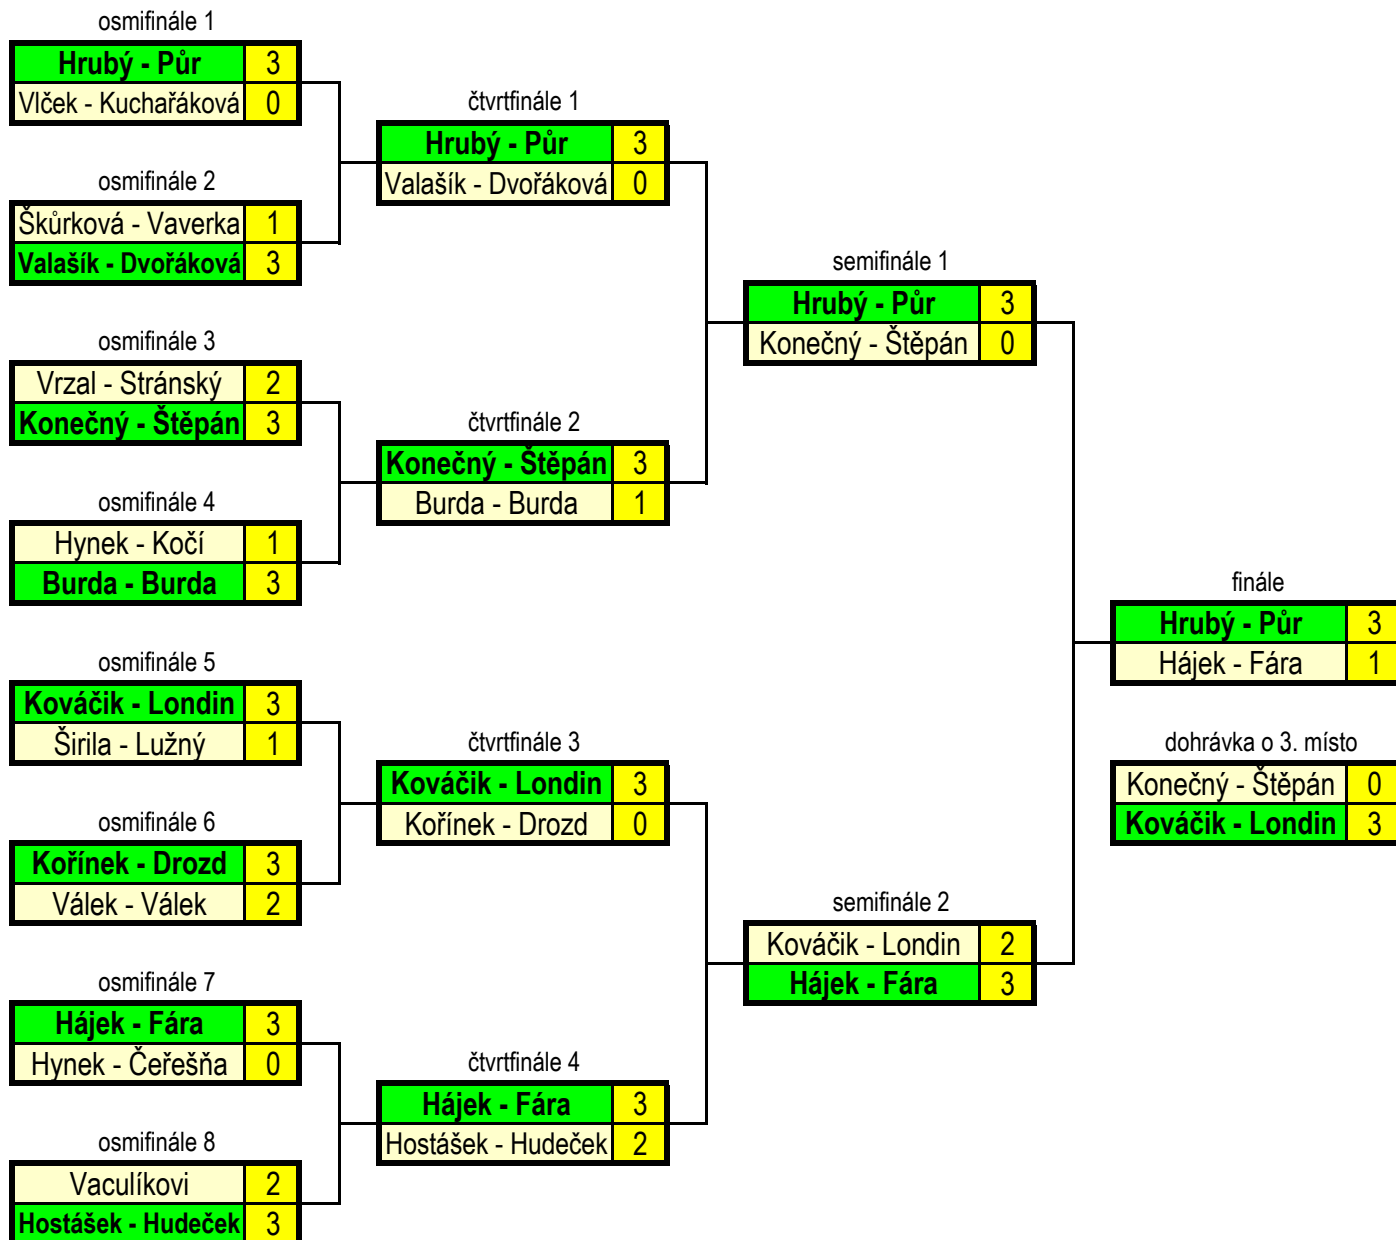 osmifinále 1
Hrubý - Půr 3
Vlček - Kuchařáková 0
osmifinále 2
Škůrková - Vaverka 1
Valašík - Dvořáková 3
osmifinále 3
Vrzal - Stránský 2
Konečný - Štěpán 3
osmifinále 4
Hynek - Kočí 1
Burda - Burda 3
osmifinále 5
Kováčik - Londin 3
Širila - Lužný 1
osmifinále 6
Kořínek - Drozd 3
Válek - Válek 2
osmifinále 7
Hájek - Fára 3
Hynek - Čeřešňa 0
osmifinále 8
Vaculíkovi 2
Hostášek - Hudeček 3
čtvrtfinále 1
Hrubý - Půr 3
Valašík - Dvořáková 0
čtvrtfinále 2
Konečný - Štěpán 3
Burda - Burda 1
čtvrtfinále 3
Kováčik - Londin 3
Kořínek - Drozd 0
čtvrtfinále 4
Hájek - Fára 3
Hostášek - Hudeček 2
semifinále 1
Hrubý - Půr 3
Konečný - Štěpán 0
semifinále 2
Kováčik - Londin 2
Hájek - Fára 3
finále
Hrubý - Půr 3
Hájek - Fára 1
dohrávka o 3. místo
Konečný - Štěpán 0
Kováčik - Londin 3